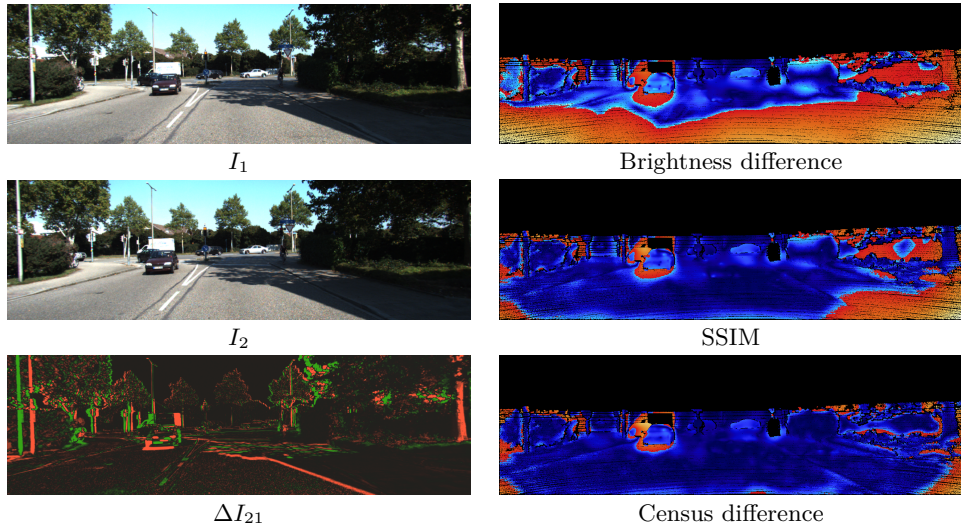 I₁
Brightness difference
I₂
SSIM
ΔI₂₁
Census difference